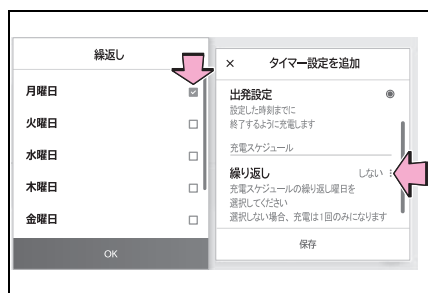 繰返し
月曜日
火曜日
水曜日
木曜日
金曜日
OK
× タイマー設定を追加
出発設定
設定した時刻までに
終了するように充電します
充電スケジュール
繰り返し しない
充電スケジュールの繰り返し曜日を
選択してください
選択しない場合、充電は1回のみになります
保存